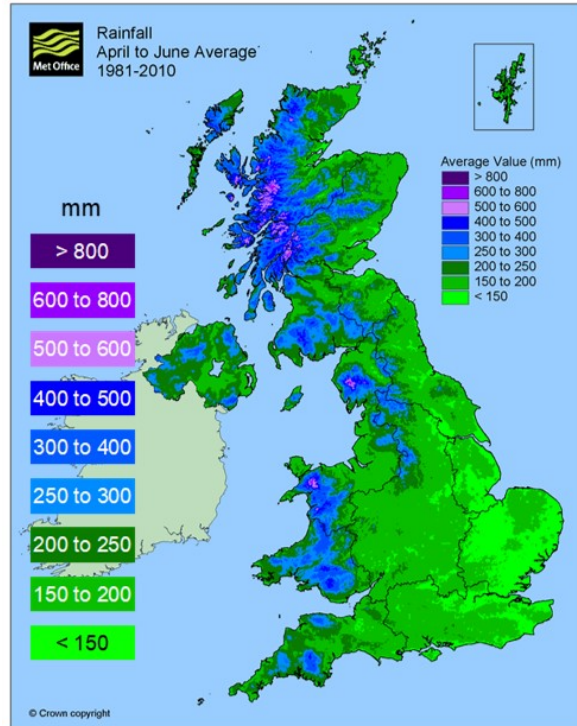 Met Office
Rainfall
April to June Average
1981-2010
Average Value (mm)
> 800
600 to 800
500 to 600
400 to 500
300 to 400
250 to 300
200 to 250
150 to 200
< 150
mm
> 800
600 to 800
500 to 600
400 to 500
300 to 400
250 to 300
200 to 250
150 to 200
< 150
© Crown copyright